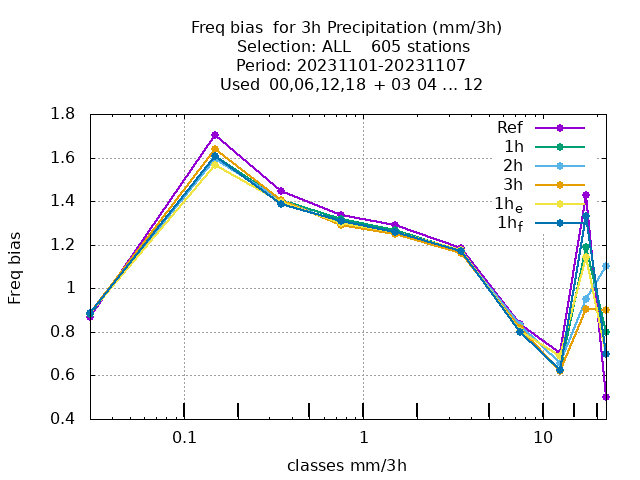 Freq bias  for 3h Precipitation (mm/3h)
Selection: ALL    605 stations
Period: 20231101-20231107
Used  00,06,12,18  + 03 04 ... 12
Ref
1h
2h
3h
1he
1hf
1.8
1.6
1.4
1.2
1
0.8
0.6
0.4
Freq bias
0.1
1
10
classes mm/3h